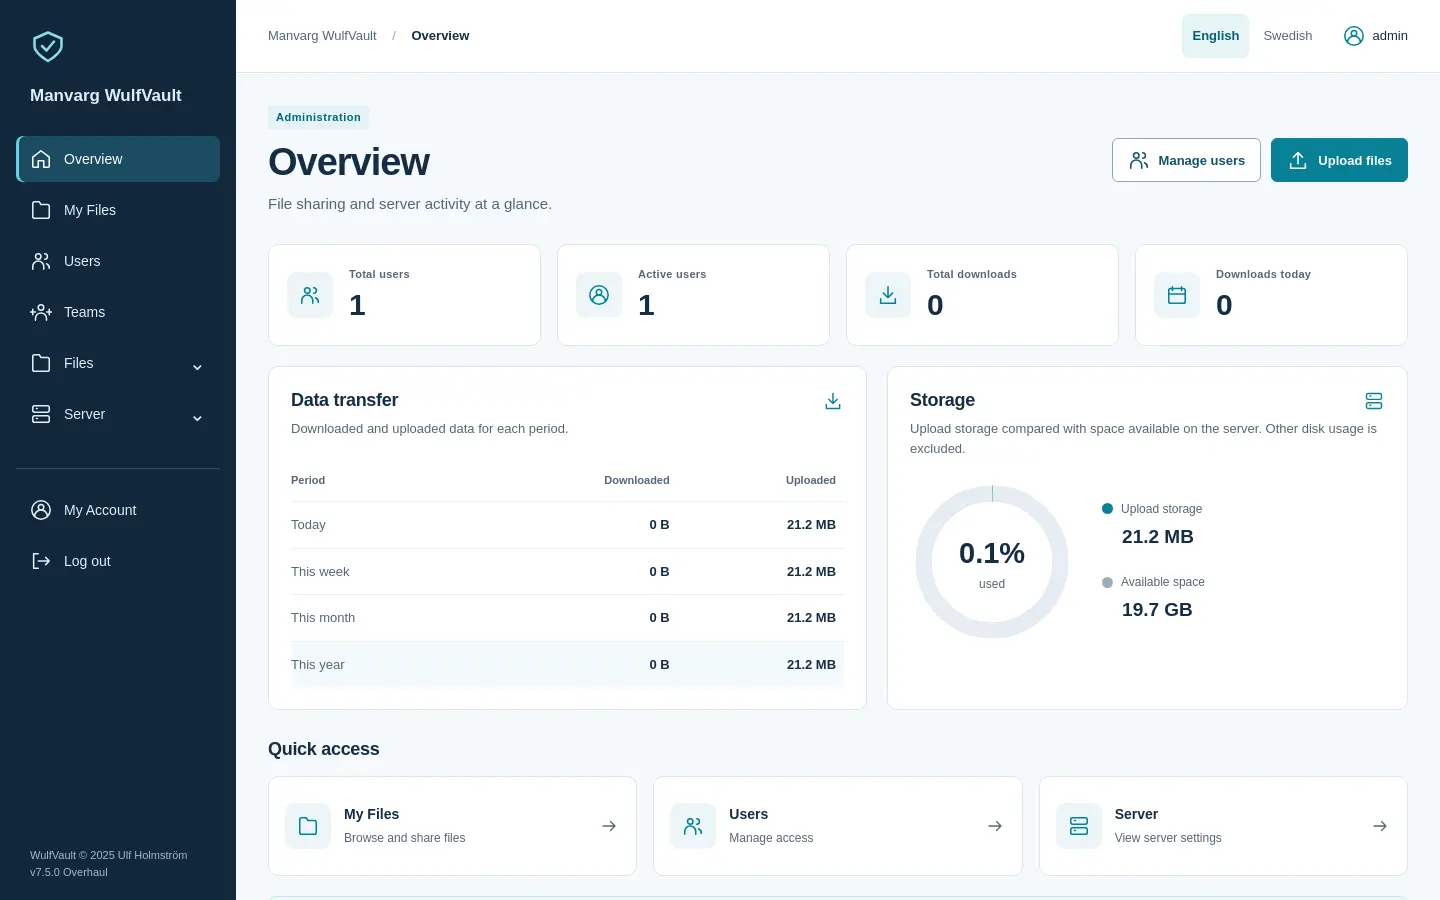 Manvarg WulfVault
Overview
My Files
Users
Teams
Files
Server
My Account
Log out
WulfVault © 2025 Ulf Holmström
v7.5.0 Overhaul
Manvarg WulfVault / Overview
English
Swedish
admin
Administration
Overview
File sharing and server activity at a glance.
Manage users
Upload files
Total users
1
Active users
1
Total downloads
0
Downloads today
0
Data transfer
Downloaded and uploaded data for each period.
Period Downloaded Uploaded
Today 0 B 21.2 MB
This week 0 B 21.2 MB
This month 0 B 21.2 MB
This year 0 B 21.2 MB
Storage
Upload storage compared with space available on the server. Other disk usage is
excluded.
0.1%
used
Upload storage
21.2 MB
Available space
19.7 GB
Quick access
My Files
Browse and share files
Users
Manage access
Server
View server settings